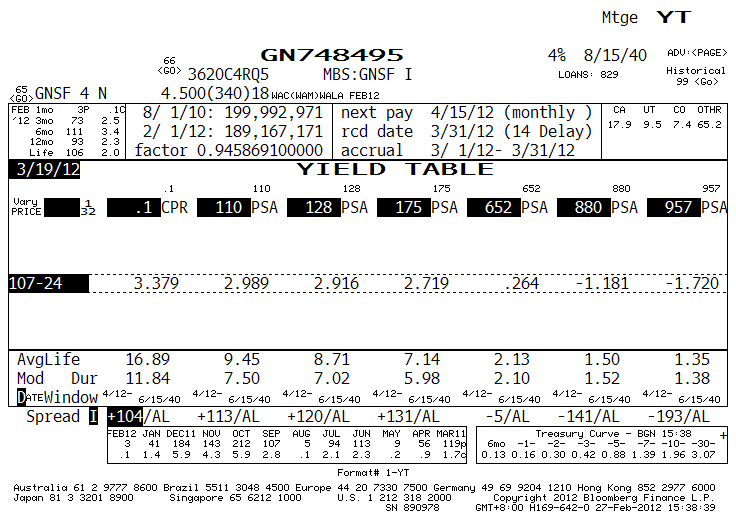 Mtge YT
GN748495 4% 8/15/40 ADV:<PAGE>
66
<GO> 3620C4RQ5 MBS:GNSF I LOANS: 829 Historical
99 <Go>
65
<GO> GNSF 4 N 4.500(340)18 WAC(WAM)WALA FEB12
FEB 1mo 3P .1C 8/ 1/10: 199,992,971 next pay 4/15/12 (monthly ) CA UT CO OTHR
'12 3mo 73 2.5 2/ 1/12: 189,167,171 rcd date 3/31/12 (14 Delay) 17.9 9.5 7.4 65.2
6mo 111 3.4
12mo 93 2.3 factor 0.945869100000 accrual 3/ 1/12- 3/31/12
Life 106 2.0
3/19/12 YIELD TABLE
.1 110 128 175 652 880 957
Vary
PRICE 1
32 .1 CPR 110 PSA 128 PSA 175 PSA 652 PSA 880 PSA 957 PSA
107-24 3.379 2.989 2.916 2.719 .264 -1.181 -1.720
AvgLife 16.89 9.45 8.71 7.14 2.13 1.50 1.35
Mod Dur 11.84 7.50 7.02 5.98 2.10 1.52 1.38
DATEWindow 4/12- 6/15/40 4/12- 6/15/40 4/12- 6/15/40 4/12- 6/15/40 4/12- 6/15/40 4/12- 6/15/40 4/12- 6/15/40
Spread I +104/AL +113/AL +120/AL +131/AL -5/AL -141/AL -193/AL
FEB12 JAN DEC11 NOV OCT SEP AUG JUL JUN MAY APR MAR11 Treasury Curve - BGN 15:38 +
3 41 184 143 212 107 5 94 113 9 56 119p 6mo -1- -2- -3- -5- -7- -10- -30-
.1 1.4 5.9 4.3 5.9 2.8 .1 2.1 2.3 .2 .9 1.7c 0.13 0.16 0.30 0.42 0.88 1.39 1.96 3.07
Format# 1-YT
Australia 61 2 9777 8600 Brazil 5511 3048 4500 Europe 44 20 7330 7500 Germany 49 69 9204 1210 Hong Kong 852 2977 6000
Japan 81 3 3201 8900 Singapore 65 6212 1000 U.S. 1 212 318 2000 Copyright 2012 Bloomberg Finance L.P.
SN 890978 GMT+8:00 H169-642-0 27-Feb-2012 15:38:39